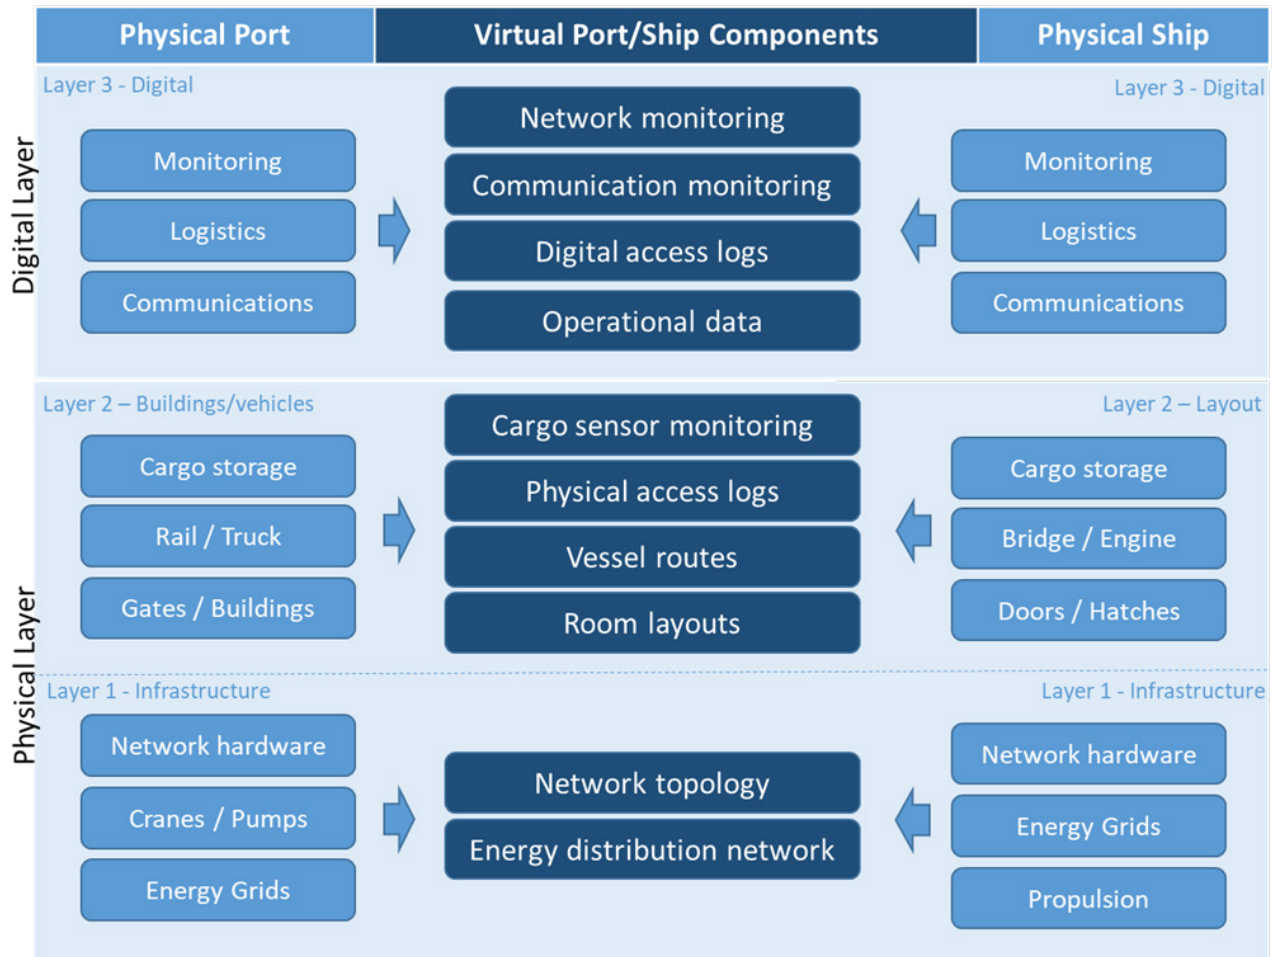 Physical Port
Virtual Port/Ship Components
Physical Ship
Digital Layer
Layer 3 - Digital
Monitoring
Logistics
Communications
Network monitoring
Communication monitoring
Digital access logs
Operational data
Layer 3 - Digital
Monitoring
Logistics
Communications
Physical Layer
Layer 2 – Buildings/vehicles
Cargo storage
Rail / Truck
Gates / Buildings
Cargo sensor monitoring
Physical access logs
Vessel routes
Room layouts
Layer 2 – Layout
Cargo storage
Bridge / Engine
Doors / Hatches
Layer 1 - Infrastructure
Network hardware
Cranes / Pumps
Energy Grids
Network topology
Energy distribution network
Layer 1 - Infrastructure
Network hardware
Energy Grids
Propulsion